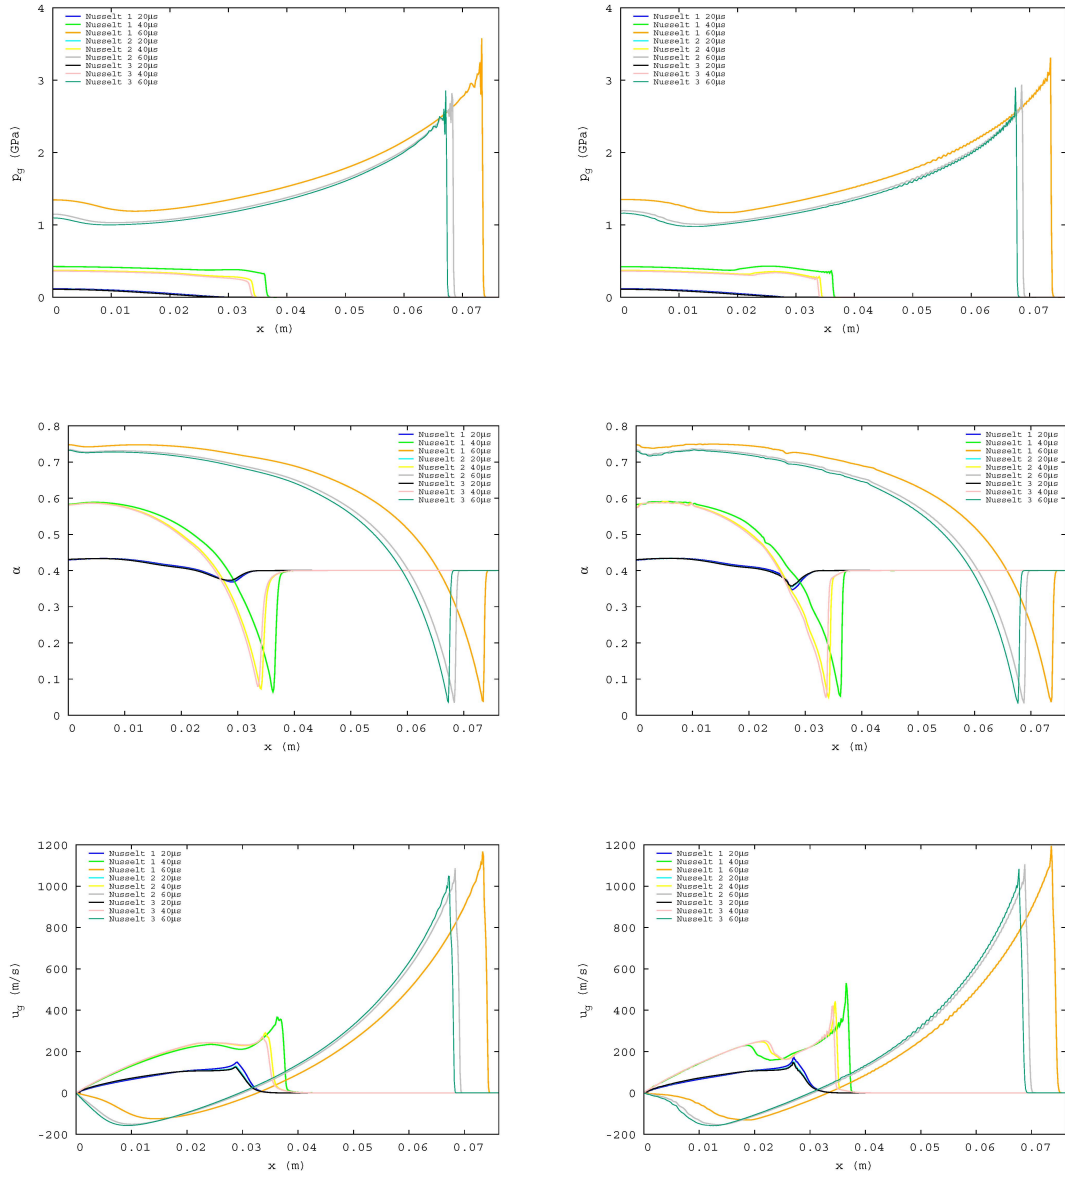 4
3
2
1
0
p_g (GPa)
Nusselt 1 20μs
Nusselt 1 40μs
Nusselt 1 60μs
Nusselt 2 20μs
Nusselt 2 40μs
Nusselt 2 60μs
Nusselt 3 20μs
Nusselt 3 40μs
Nusselt 3 60μs
0 0.01 0.02 0.03 0.04 0.05 0.06 0.07
x (m)
4
3
2
1
0
p_g (GPa)
Nusselt 1 20μs
Nusselt 1 40μs
Nusselt 1 60μs
Nusselt 2 20μs
Nusselt 2 40μs
Nusselt 2 60μs
Nusselt 3 20μs
Nusselt 3 40μs
Nusselt 3 60μs
0 0.01 0.02 0.03 0.04 0.05 0.06 0.07
x (m)
0.8
0.7
0.6
0.5
0.4
0.3
0.2
0.1
0
α
Nusselt 1 20μs
Nusselt 1 40μs
Nusselt 1 60μs
Nusselt 2 20μs
Nusselt 2 40μs
Nusselt 2 60μs
Nusselt 3 20μs
Nusselt 3 40μs
Nusselt 3 60μs
0 0.01 0.02 0.03 0.04 0.05 0.06 0.07
x (m)
0.8
0.7
0.6
0.5
0.4
0.3
0.2
0.1
0
α
Nusselt 1 20μs
Nusselt 1 40μs
Nusselt 1 60μs
Nusselt 2 20μs
Nusselt 2 40μs
Nusselt 2 60μs
Nusselt 3 20μs
Nusselt 3 40μs
Nusselt 3 60μs
0 0.01 0.02 0.03 0.04 0.05 0.06 0.07
x (m)
1200
1000
800
600
400
200
0
-200
u_g (m/s)
Nusselt 1 20μs
Nusselt 1 40μs
Nusselt 1 60μs
Nusselt 2 20μs
Nusselt 2 40μs
Nusselt 2 60μs
Nusselt 3 20μs
Nusselt 3 40μs
Nusselt 3 60μs
0 0.01 0.02 0.03 0.04 0.05 0.06 0.07
x (m)
1200
1000
800
600
400
200
0
-200
u_g (m/s)
Nusselt 1 20μs
Nusselt 1 40μs
Nusselt 1 60μs
Nusselt 2 20μs
Nusselt 2 40μs
Nusselt 2 60μs
Nusselt 3 20μs
Nusselt 3 40μs
Nusselt 3 60μs
0 0.01 0.02 0.03 0.04 0.05 0.06 0.07
x (m)